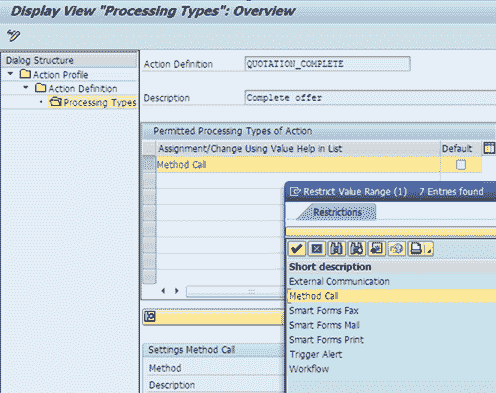 Display View "Processing Types": Overview
Dialog Structure
Action Profile
Action Definition
Processing Types
Action Definition
QUOTATION_COMPLETE
Description
Complete offer
Permitted Processing Types of Action
Assignment/Change Using Value Help in List
Default
Method Call
Restrict Value Range (1)
7 Entries found
Restrictions
Short description
External Communication
Method Call
Smart Forms Fax
Smart Forms Mail
Smart Forms Print
Trigger Alert
Workflow
Settings Method Call
Method
Description